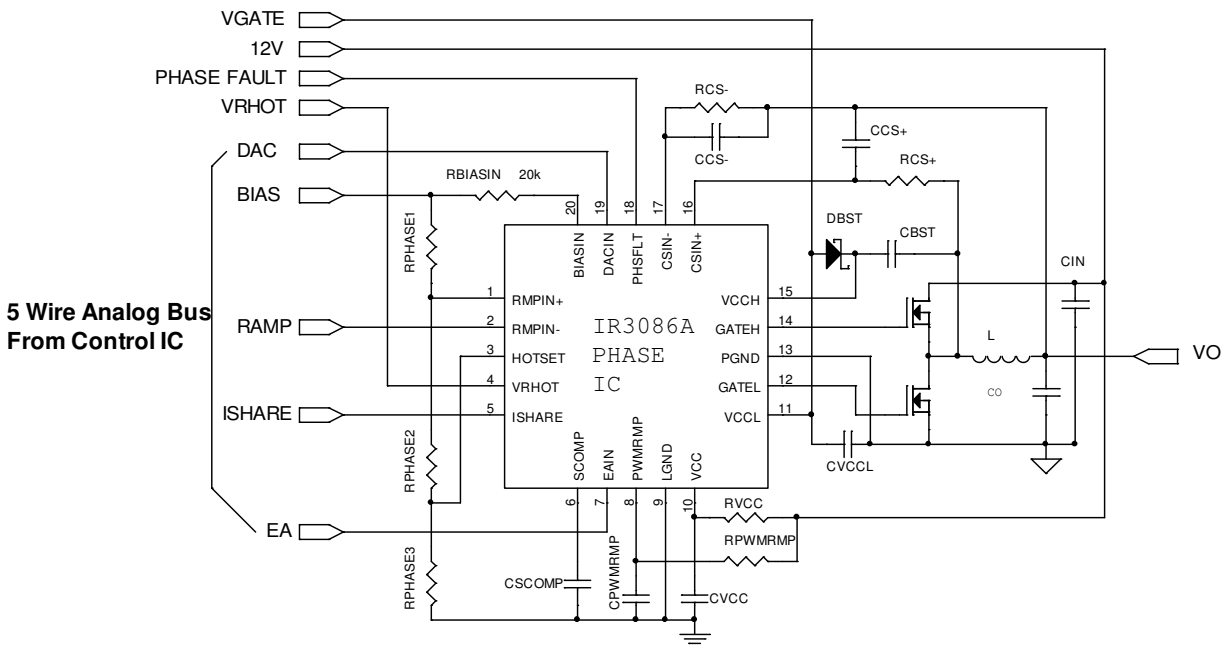 VGATE
12V
PHASE FAULT
VRHOT
DAC
BIAS
5 Wire Analog Bus
From Control IC
RAMP
ISHARE
EA
RBIASIN 20k
RPHASE1
RPHASE2
RPHASE3
RCS-
CCS-
CCS+
RCS+
DBST
CBST
CIN
20
19
18
17
16
BIASIN
DACIN
PHSFLT
CSIN-
CSIN+
1
RMPIN+
2
RMPIN-
3
HOTSET
4
VRHOT
5
ISHARE
IR3086A
PHASE
IC
VCCH
15
GATEH
14
PGND
13
GATEL
12
VCCL
11
SCOMP
EAIN
PWMRMP
LGND
VCC
6
7
8
9
10
L
CO
VO
CVCCL
RVCC
RPWMRMP
CSCOMP
CPWMRMP
CVCC